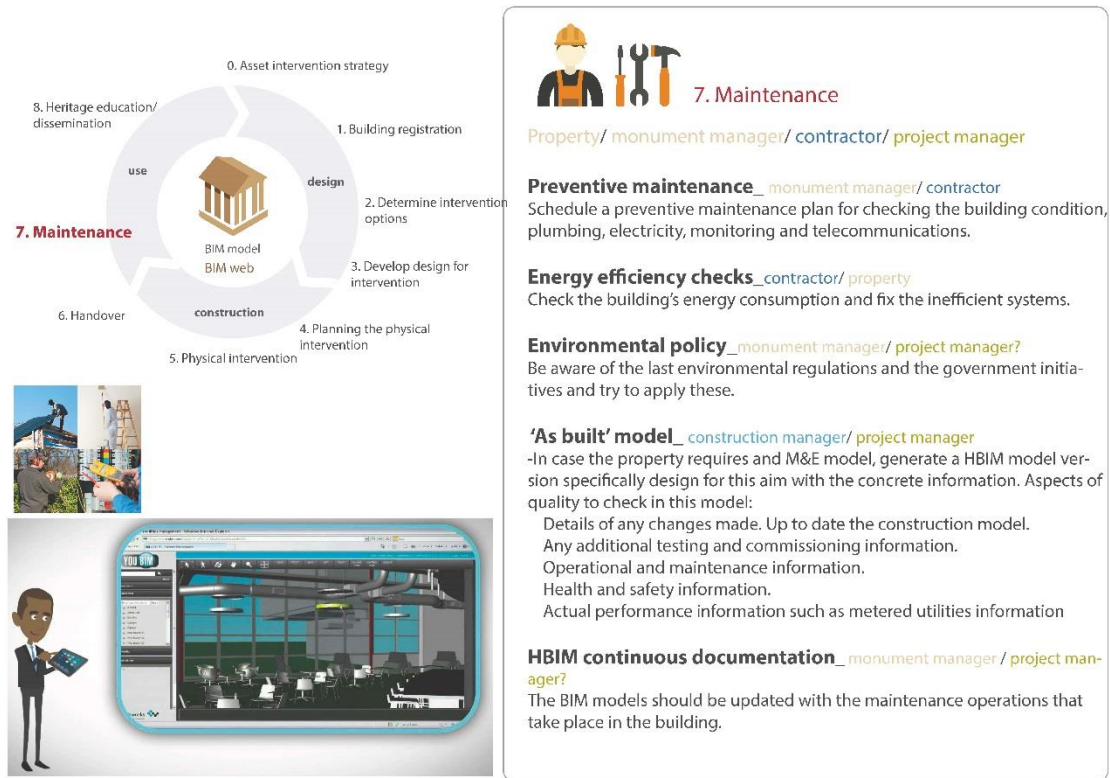 0. Asset intervention strategy
8. Heritage education/
dissemination
1. Building registration
use
design
2. Determine intervention
options
7. Maintenance
BIM model
BIM web
3. Develop design for
intervention
6. Handover
construction
4. Planning the physical
intervention
5. Physical intervention
YOU BIM
7. Maintenance
Property/ monument manager/ contractor/ project manager
Preventive maintenance_ monument manager/ contractor
Schedule a preventive maintenance plan for checking the building condition,
plumbing, electricity, monitoring and telecommunications.
Energy efficiency checks_contractor/ property
Check the building's energy consumption and fix the inefficient systems.
Environmental policy_monument manager/ project manager?
Be aware of the last environmental regulations and the government initia-
tives and try to apply these.
'As built' model_ construction manager/ project manager
-In case the property requires and M&E model, generate a HBIM model ver-
sion specifically design for this aim with the concrete information. Aspects of
quality to check in this model:
Details of any changes made. Up to date the construction model.
Any additional testing and commissioning information.
Operational and maintenance information.
Health and safety information.
Actual performance information such as metered utilities information
HBIM continuous documentation_ monument manager / project man-
ager?
The BIM models should be updated with the maintenance operations that
take place in the building.